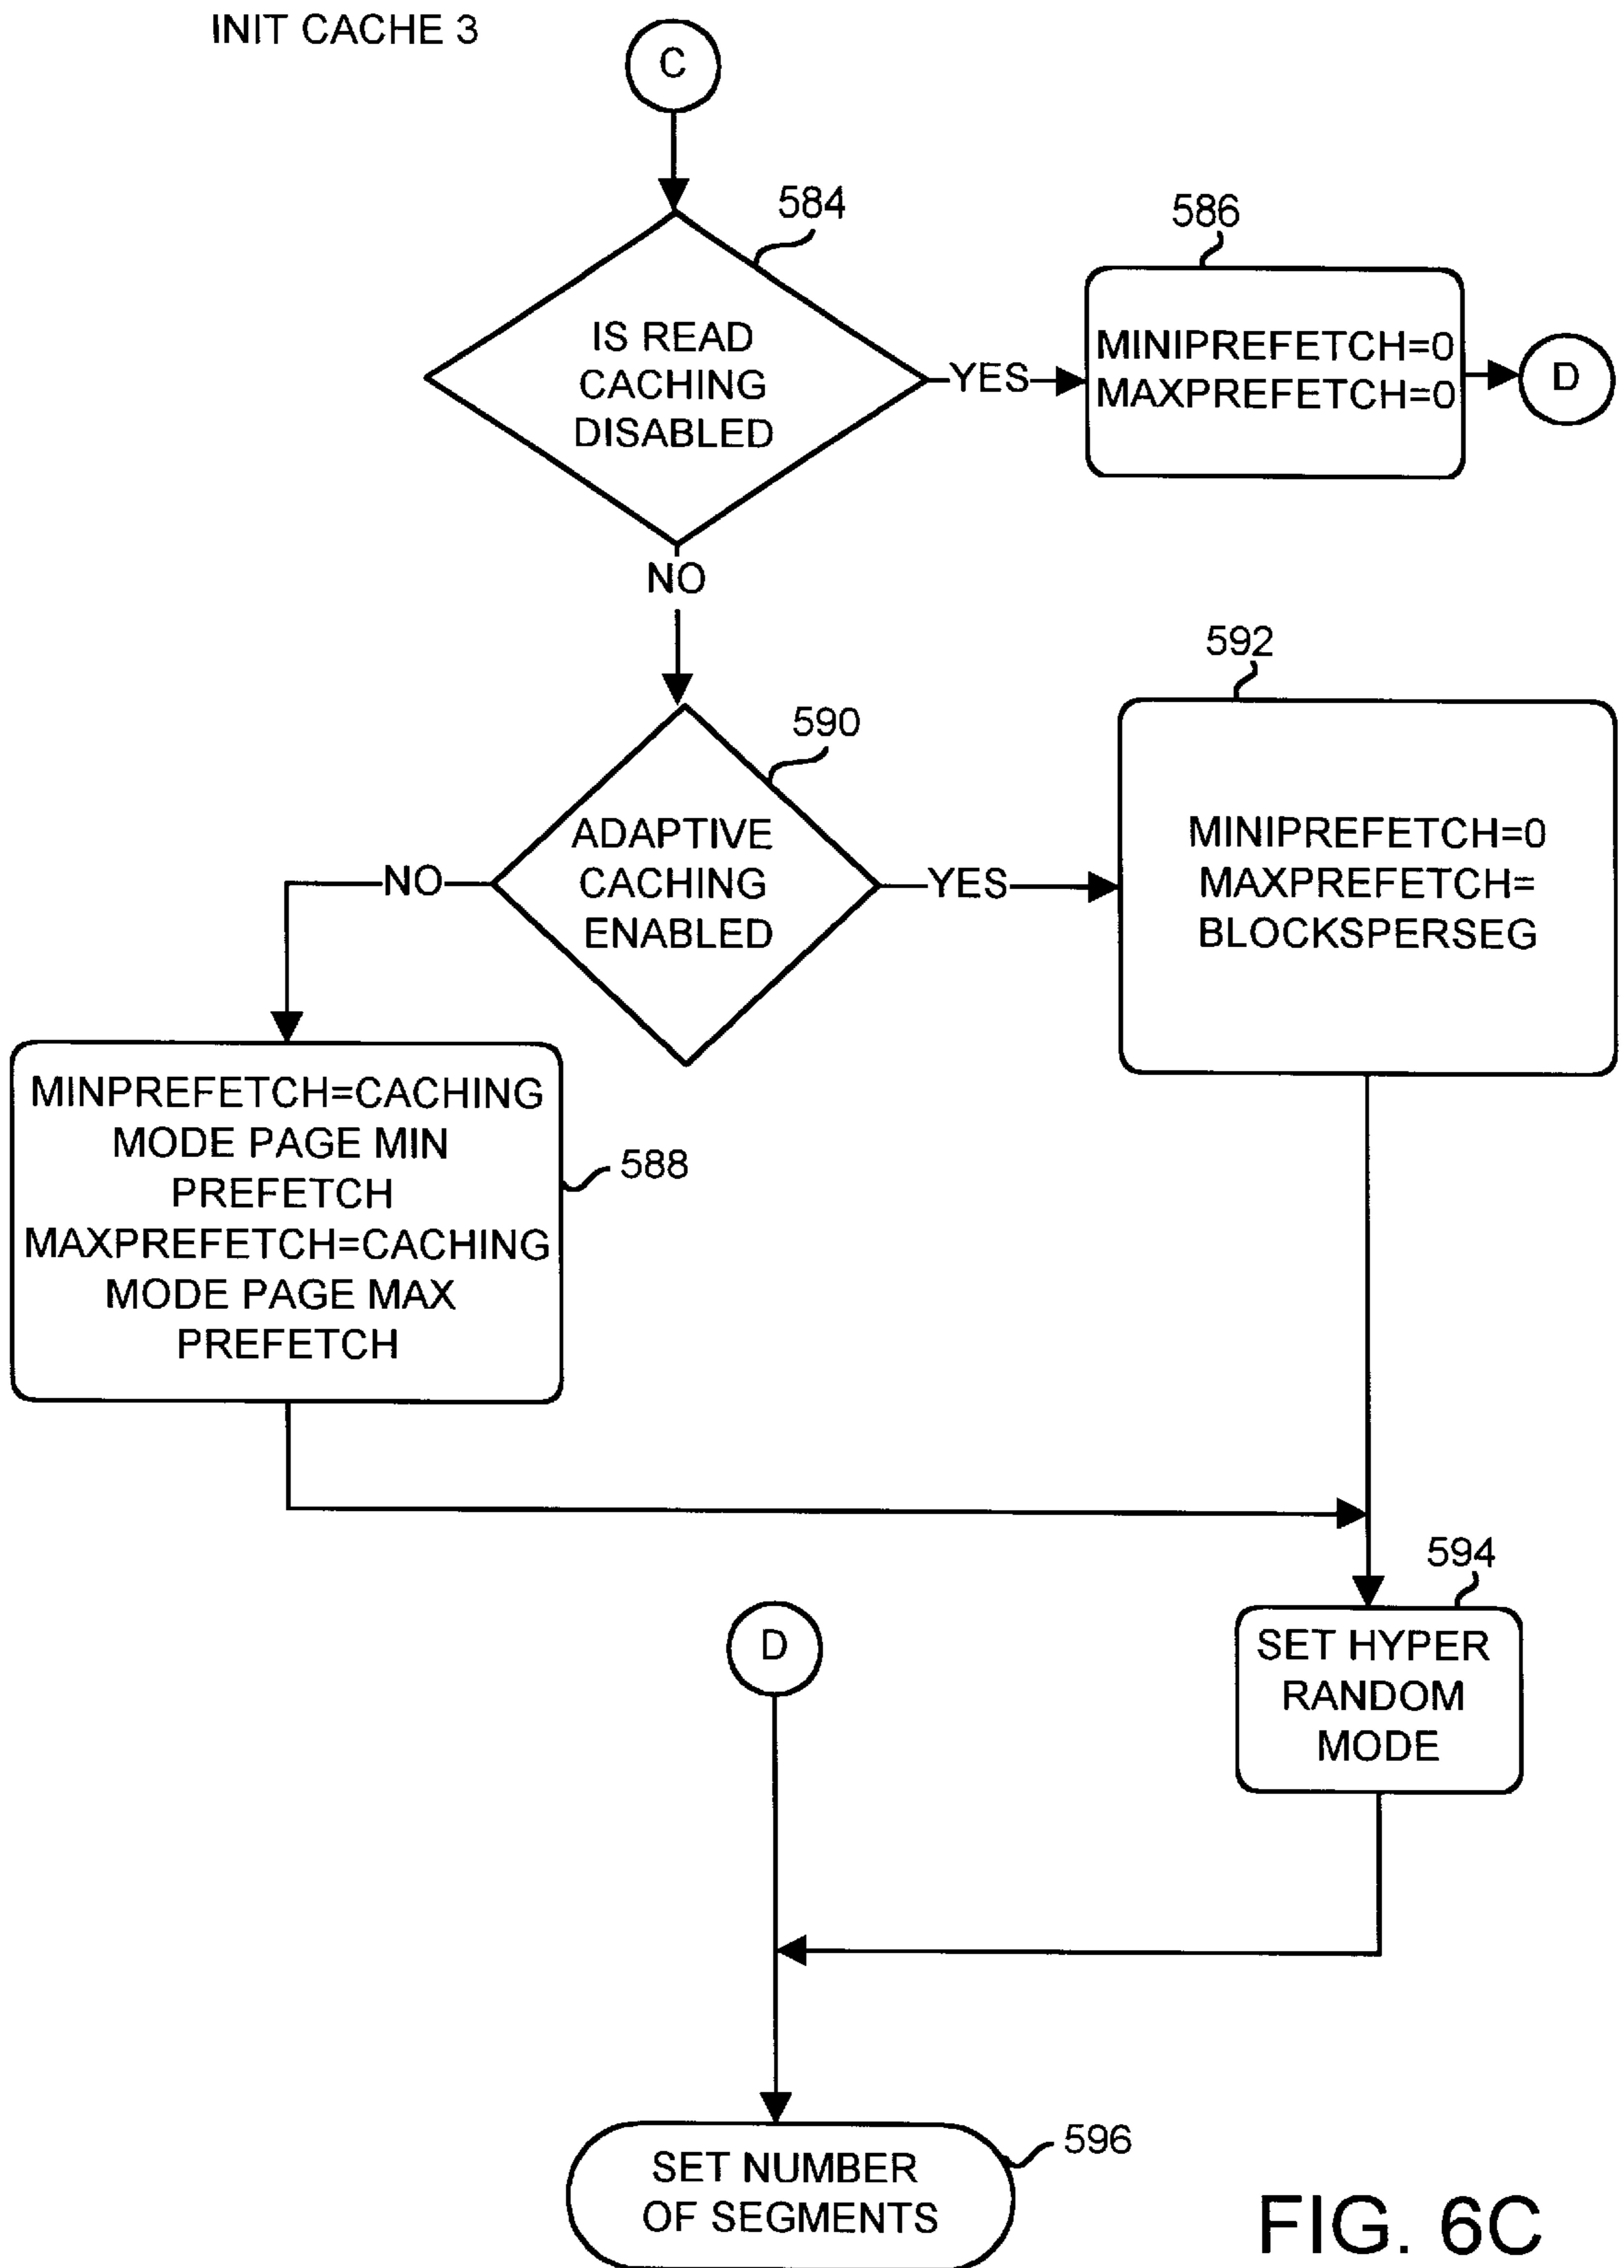 INIT CACHE 3
C
584
586
IS READ
CACHING
DISABLED
YES
MINIPREFETCH=0
MAXPREFETCH=0
D
NO
592
590
ADAPTIVE
CACHING
ENABLED
NO
YES
MINIPREFETCH=0
MAXPREFETCH=
BLOCKSPERSEG
MINPREFETCH=CACHING
MODE PAGE MIN
PREFETCH
MAXPREFETCH=CACHING
MODE PAGE MAX
PREFETCH
588
594
D
SET HYPER
RANDOM
MODE
596
SET NUMBER
OF SEGMENTS
FIG. 6C